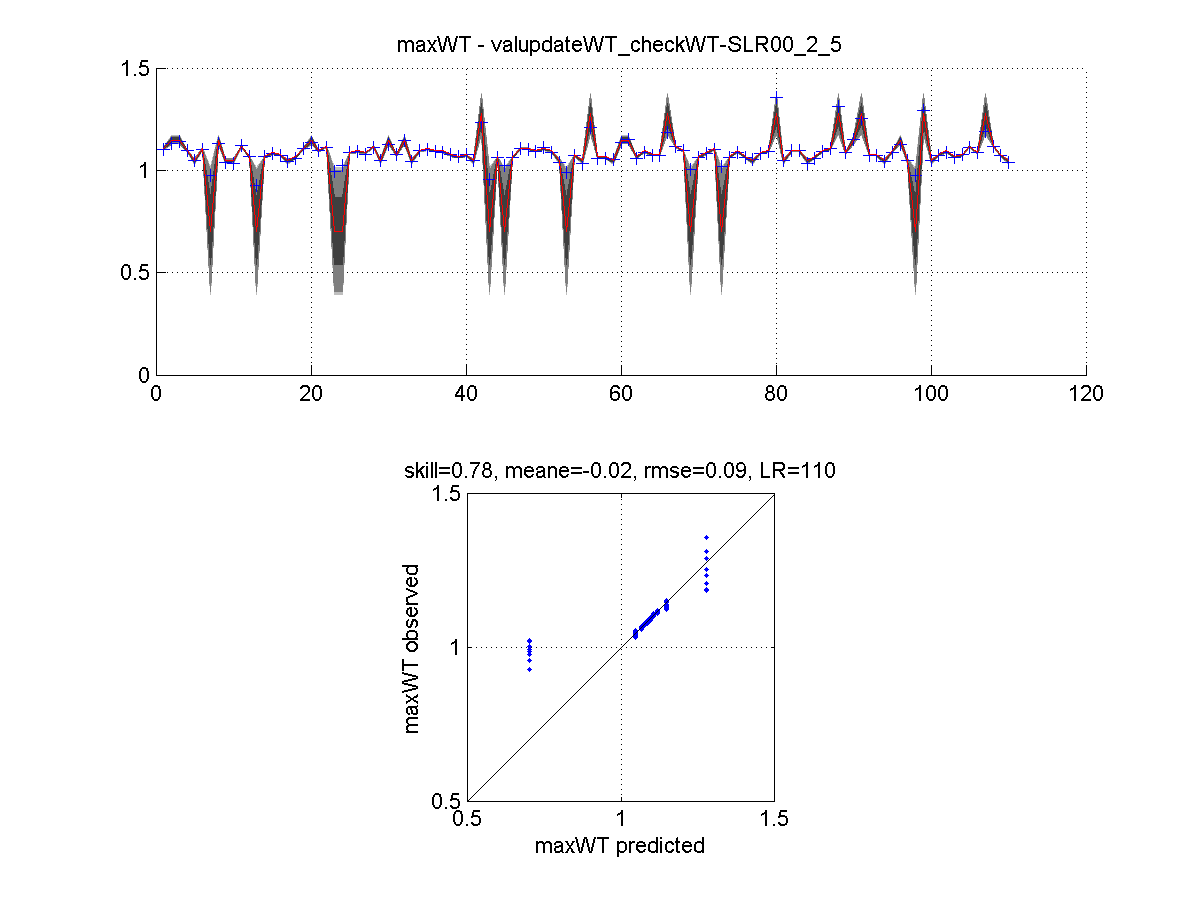 maxWT - valupdateWT_checkWT-SLR00_2_5
1.5
1
0.5
0
0 20 40 60 80 100 120
skill=0.78, meane=-0.02, rmse=0.09, LR=110
1.5
1
0.5
maxWT observed
0.5 1 1.5
maxWT predicted